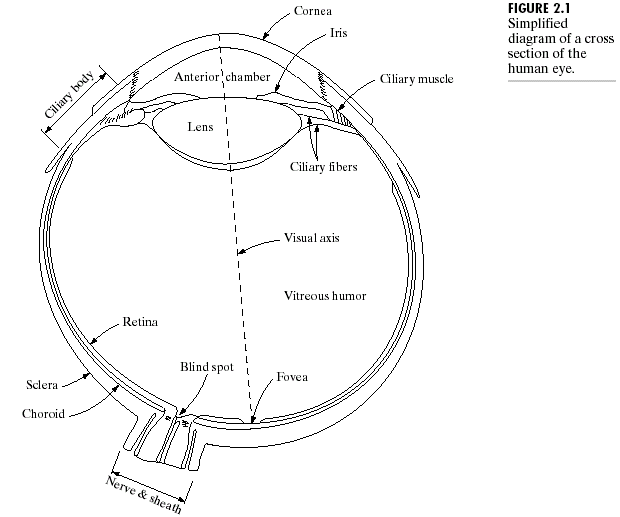 FIGURE 2.1
Simplified
diagram of a cross
section of the
human eye.
Cornea
Iris
Anterior chamber
Ciliary muscle
Ciliary body
Lens
Ciliary fibers
Visual axis
Vitreous humor
Retina
Blind spot
Fovea
Sclera
Choroid
Nerve & sheath